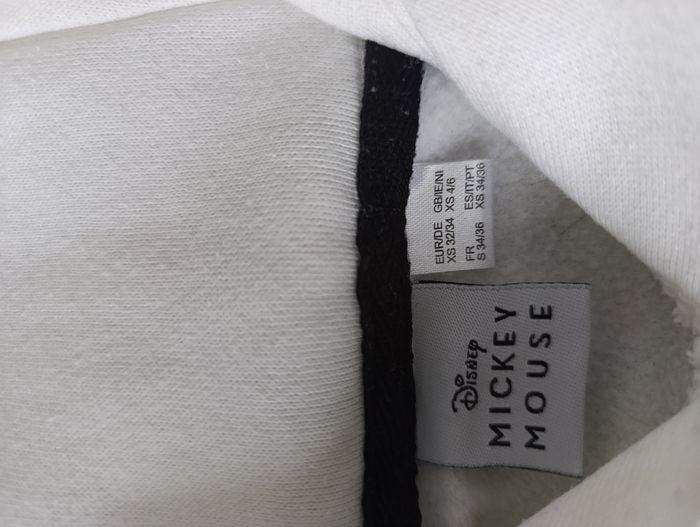 EUR/DE GB/IE/NI
XS 32/34 XS 4/6
FR ES/IT/PT
S 34/36 XS 34/36
Disney
MICKEY
MOUSE